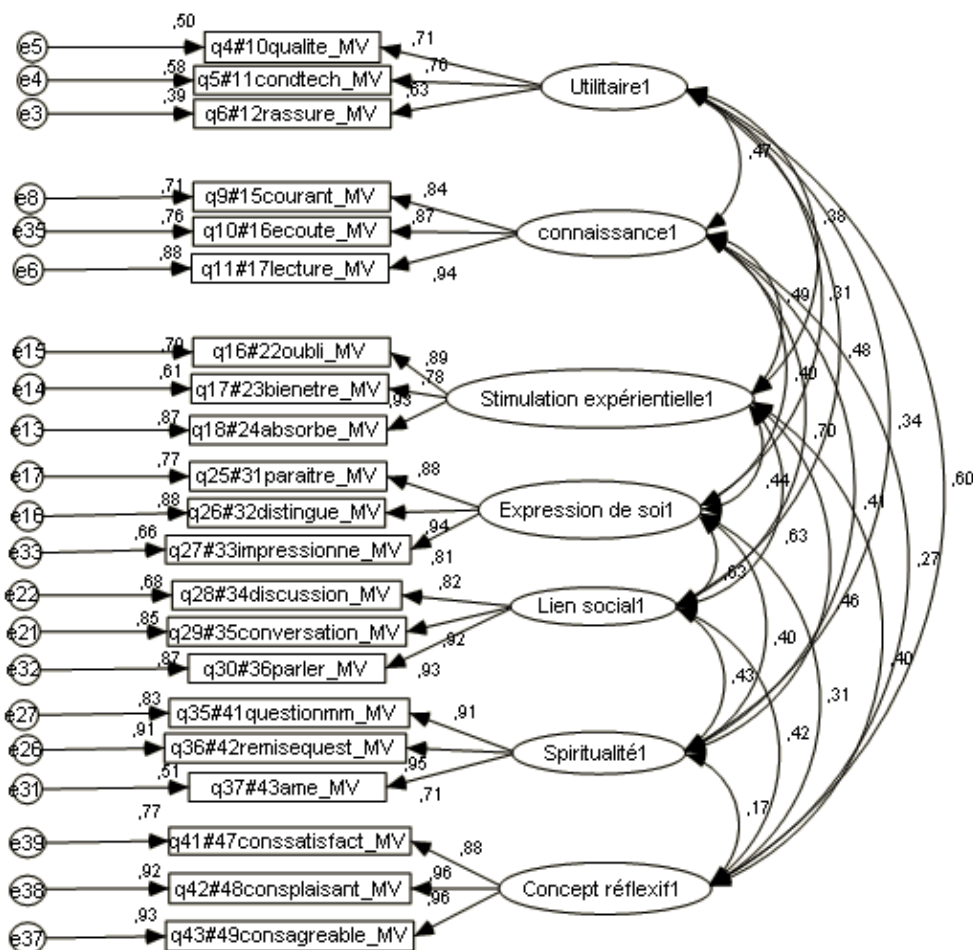 ,50
e5 q4#10qualite_MV ,71
,58
e4 q5#11condtech_MV ,76 Utilitaire1
,39
e3 q6#12rassure_MV ,63
,47
,71
e8 q9#15courant_MV ,84 ,38
,76
e35 q10#16ecoute_MV ,87 connaissance1
,88
e6 q11#17lecture_MV ,94
,49 ,31
,79
e15 q16#22oubli_MV ,89 ,40 ,48
,61
e14 q17#23bienetre_MV ,78 Stimulation expérientielle1
,87
e13 q18#24absorbe_MV ,93 ,70 ,34
,77
e17 q25#31paraitre_MV ,88 ,44 ,60
,88
e16 q26#32distingue_MV ,94 Expression de soi1 ,41
,66
e33 q27#33impressionne_MV ,81 ,63 ,27
,68 ,63
e22 q28#34discussion_MV ,82
,85
e21 q29#35conversation_MV ,92 Lien social1 ,46
,87
e32 q30#36parler_MV ,93 ,40 ,40
,43
,83
e27 q35#41questionmm_MV ,91 ,31
,91
e26 q36#42remisequest_MV ,95 Spiritualité1 ,42
,51
e31 q37#43ame_MV ,71
,17
,77
e39 q41#47conssatisfact_MV ,88
,92
e38 q42#48consplaisant_MV ,96 Concept réflexif1
,93
e37 q43#49consagreable_MV ,96